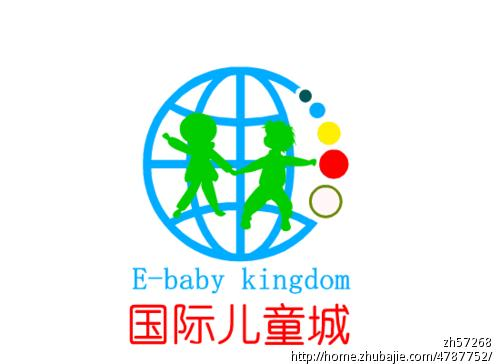 E-baby kingdom
国际儿童城
zh57268
http://home.zhubajie.com/4787752/